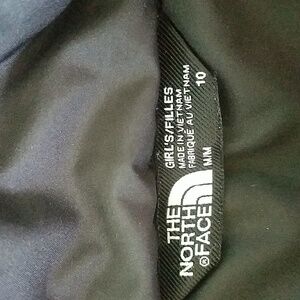 GIRL'S/FILLES
MADE IN VIETNAM
FABRIQUÉ AU VIETNAM
10
M/M
THE
NORTH
FACE
®